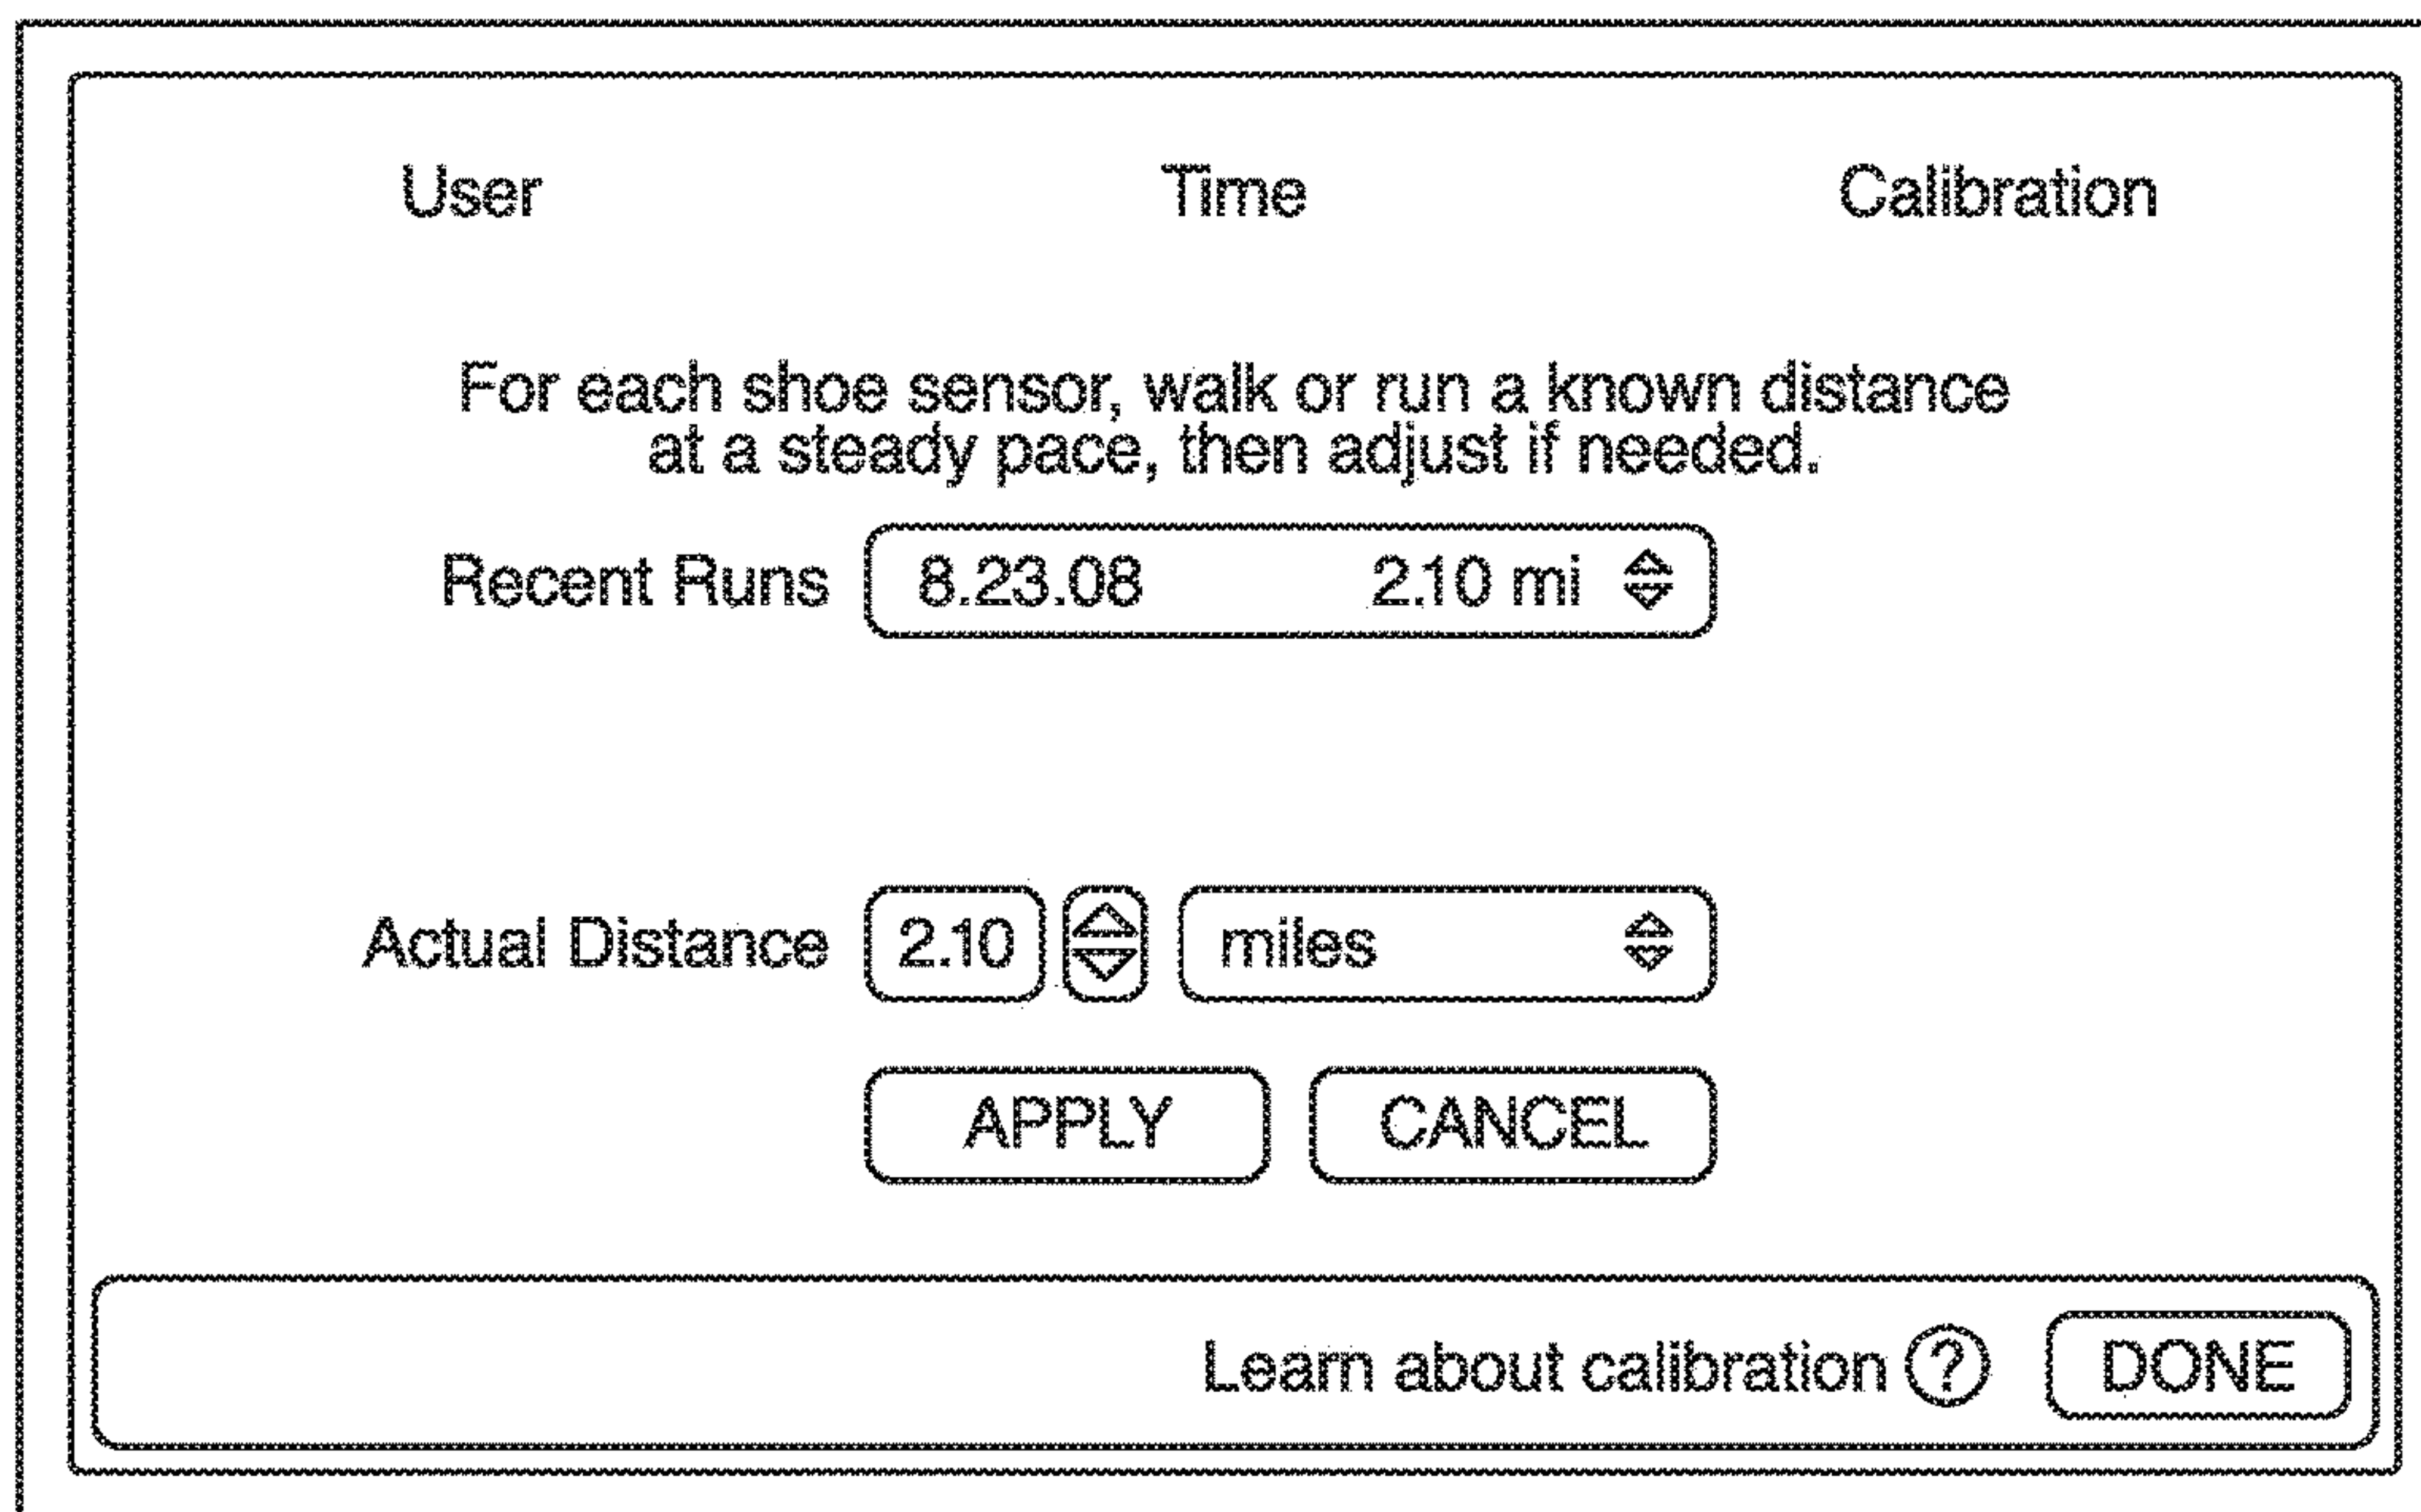 User Time Calibration
For each shoe sensor, walk or run a known distance
at a steady pace, then adjust if needed.
Recent Runs 8.23.08 2.10 mi
Actual Distance 2.10 miles
APPLY CANCEL
Learn about calibration ? DONE